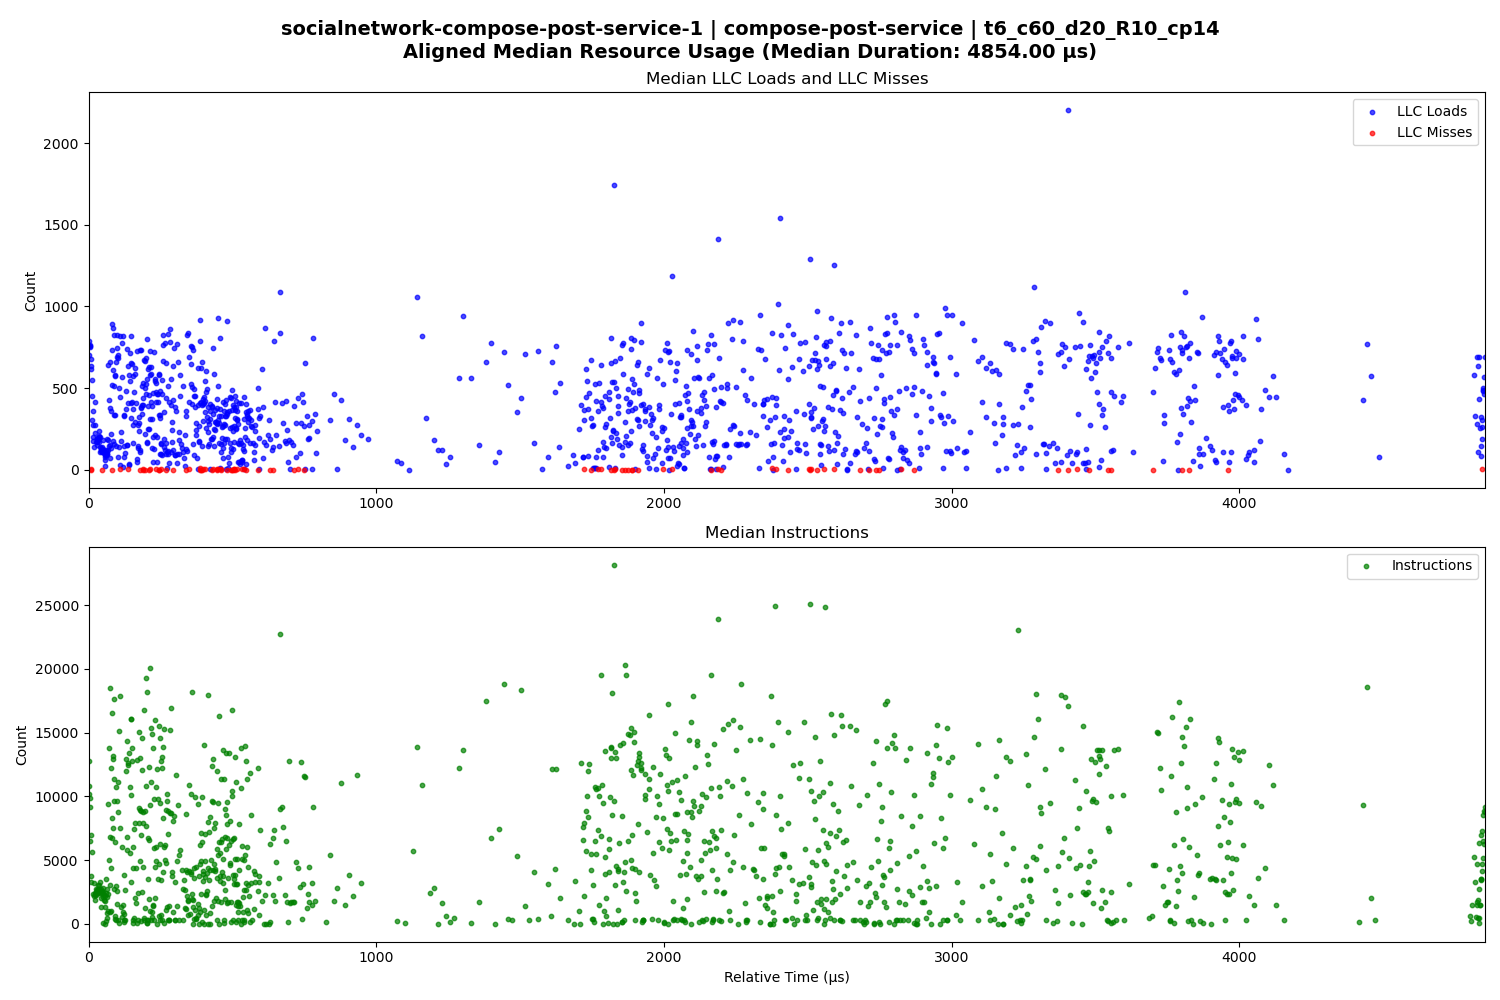 socialnetwork-compose-post-service-1 | compose-post-service | t6_c60_d20_R10_cp14
Aligned Median Resource Usage (Median Duration: 4854.00 µs)
Median LLC Loads and LLC Misses
LLC Loads
LLC Misses
Count
2000
1500
1000
500
0
0 1000 2000 3000 4000
Median Instructions
Instructions
Count
25000
20000
15000
10000
5000
0
0 1000 2000 3000 4000
Relative Time (µs)